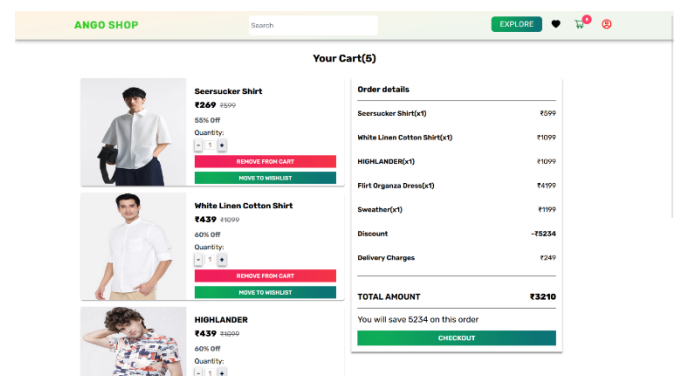 ANGO SHOP
Search
EXPLORE
Your Cart(5)
Seersucker Shirt
₹269 ₹599
55% Off
Quantity:
- 1 +
REMOVE FROM CART
MOVE TO WISHLIST
White Linen Cotton Shirt
₹439 ₹1099
60% Off
Quantity:
- 1 +
REMOVE FROM CART
MOVE TO WISHLIST
HIGHLANDER
₹439 ₹1099
60% Off
Quantity:
- 1 +
Order details
Seersucker Shirt(x1) ₹599
White Linen Cotton Shirt(x1) ₹1099
HIGHLANDER(x1) ₹1099
Flirt Organza Dress(x1) ₹4199
Sweather(x1) ₹1199
Discount -₹5234
Delivery Charges ₹249
TOTAL AMOUNT ₹3210
You will save 5234 on this order
CHECKOUT